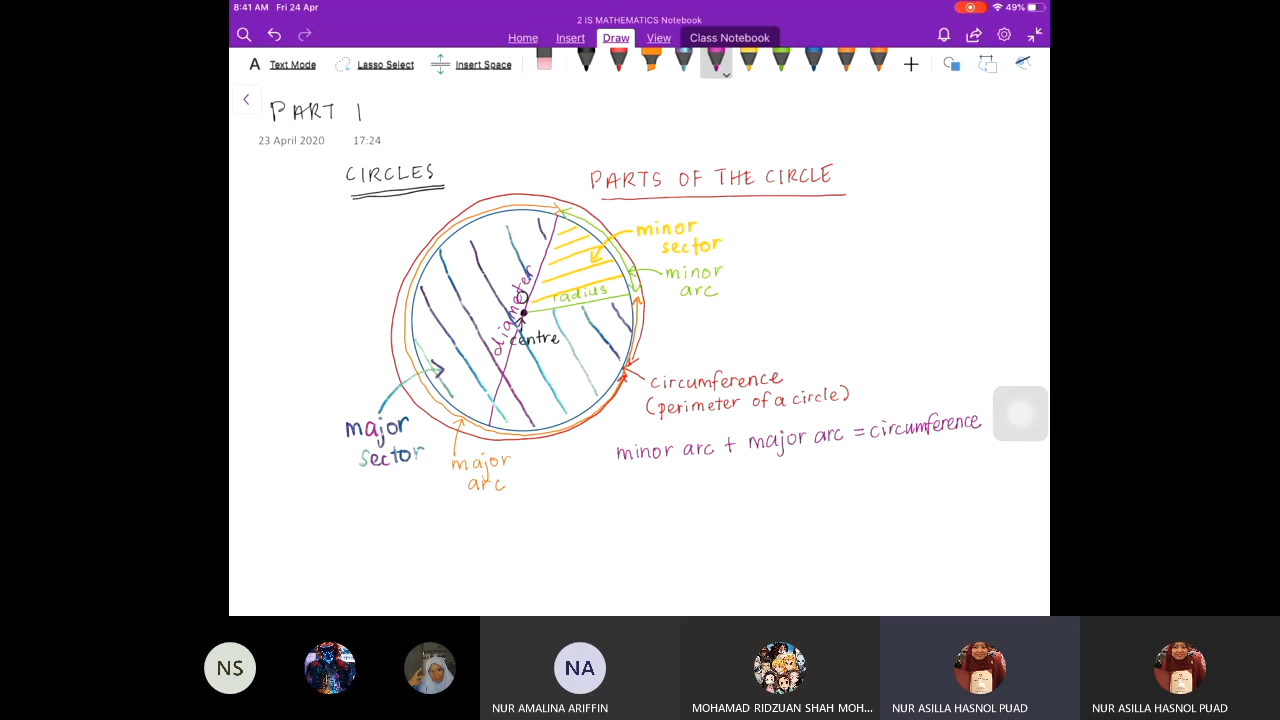 8:41 AM Fri 24 Apr
49%
2 IS MATHEMATICS Notebook
Home Insert Draw View Class Notebook
A Text Mode Lasso Select Insert Space
PART 1
23 April 2020 17:24
CIRCLES
PARTS OF THE CIRCLE
minor
sector
minor
arc
radius
diameter
O
centre
circumference
(perimeter of a circle)
minor arc + major arc = circumference
major
sector
major
arc
NS
NA
NUR AMALINA ARIFFIN
MOHAMAD RIDZUAN SHAH MOH...
NUR ASILLA HASNOL PUAD
NUR ASILLA HASNOL PUAD